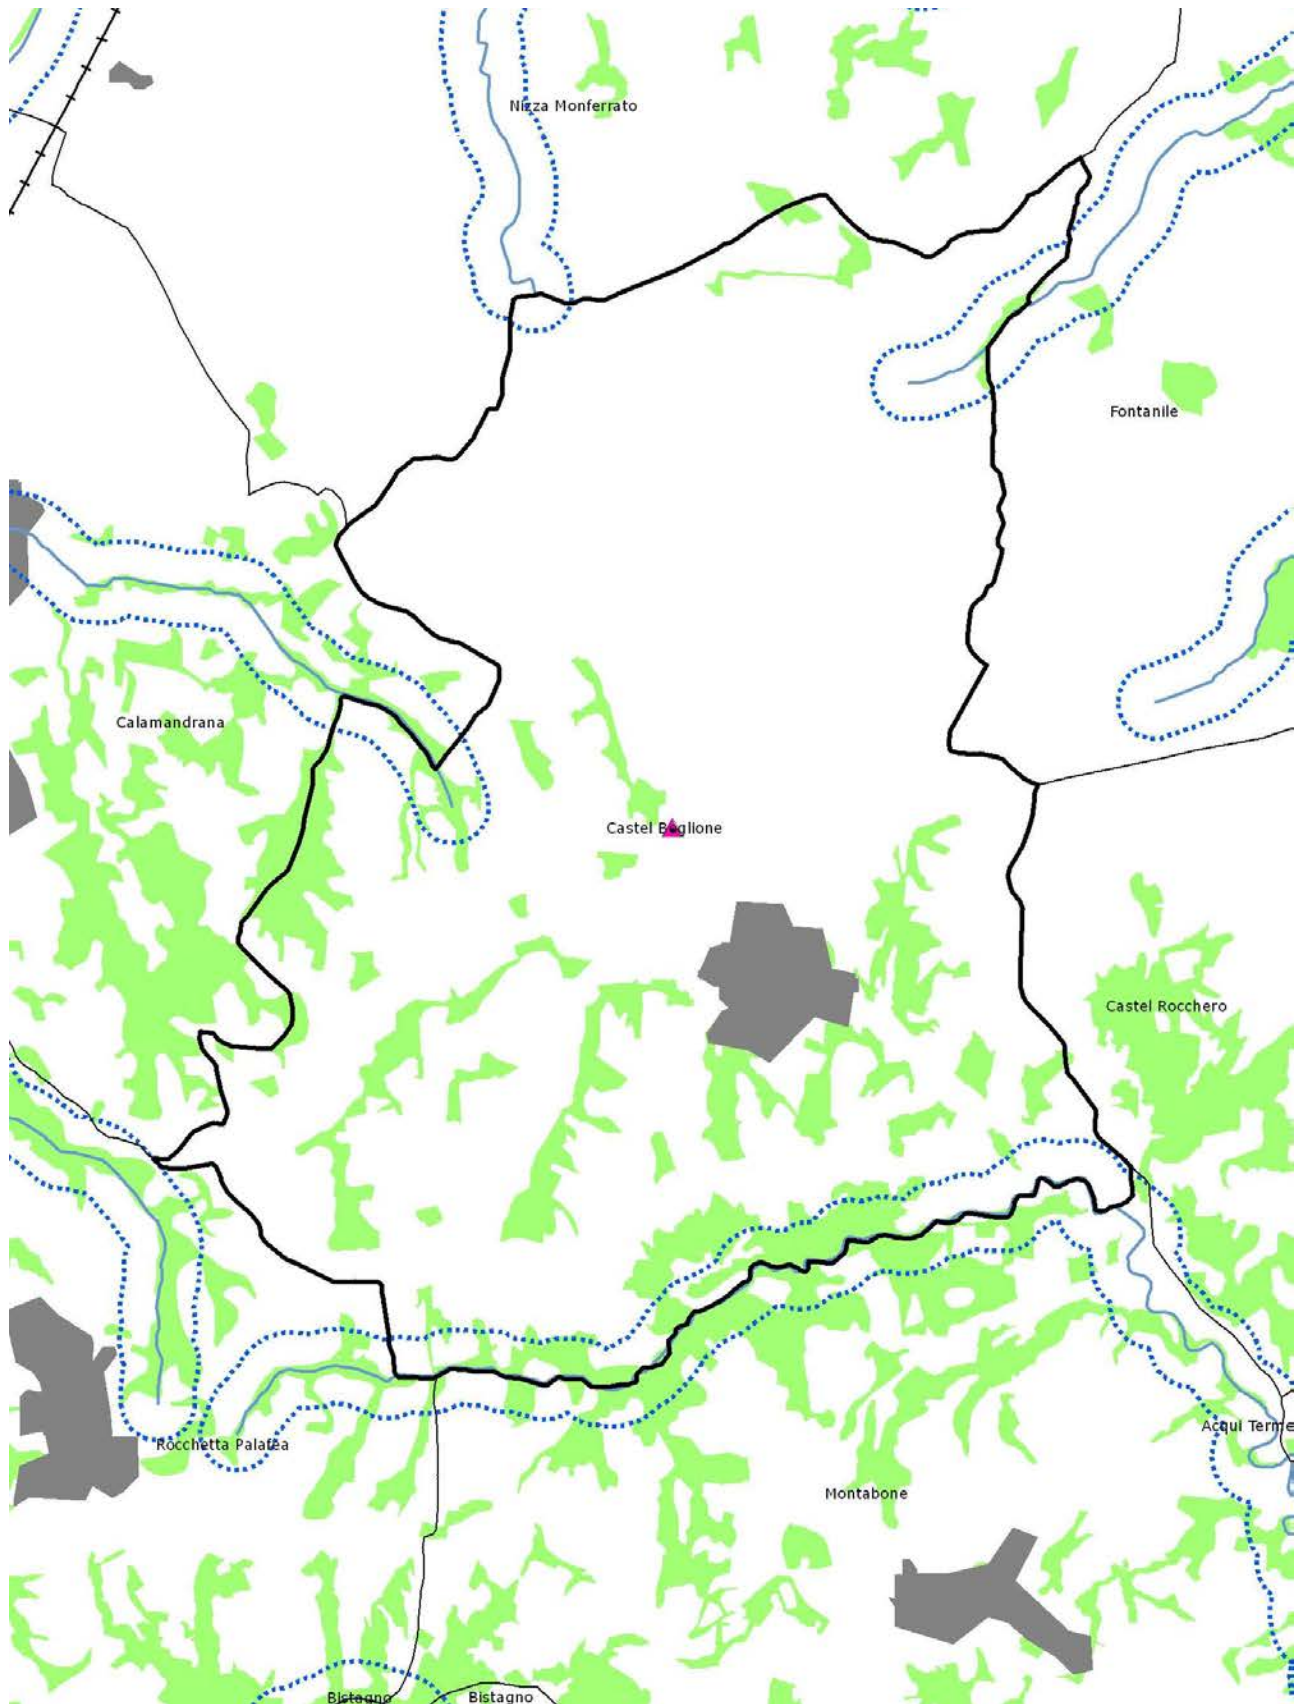 Nizza Monferrato
Fontanile
Calamandrana
Castel Boglione
Castel Rocchero
Acqui Terme
Rocchetta Palafea
Montabone
Bistagno
Bistagno